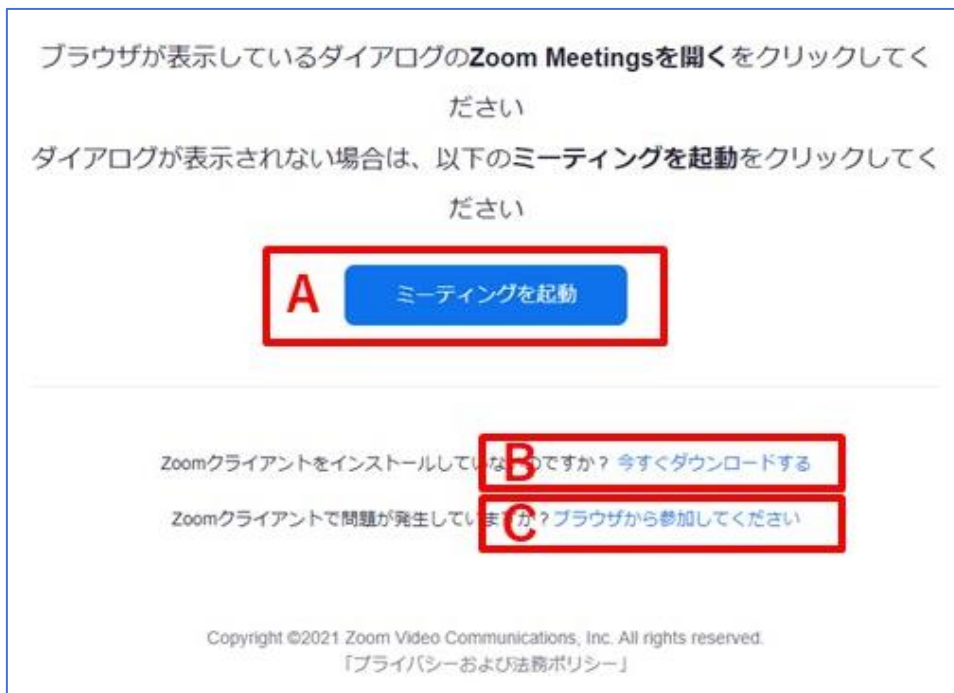 ブラウザが表示しているダイアログのZoom Meetingsを開くをクリックしてく
ださい
ダイアログが表示されない場合は、以下のミーティングを起動をクリックしてく
ださい
A
ミーティングを起動
Zoomクライアントをインストールしていな のですか？今すぐダウンロードする
B
Zoomクライアントで問題が発生していますか？ブラウザから参加してください
C
Copyright ©2021 Zoom Video Communications, Inc. All rights reserved.
「プライバシーおよび法務ポリシー」